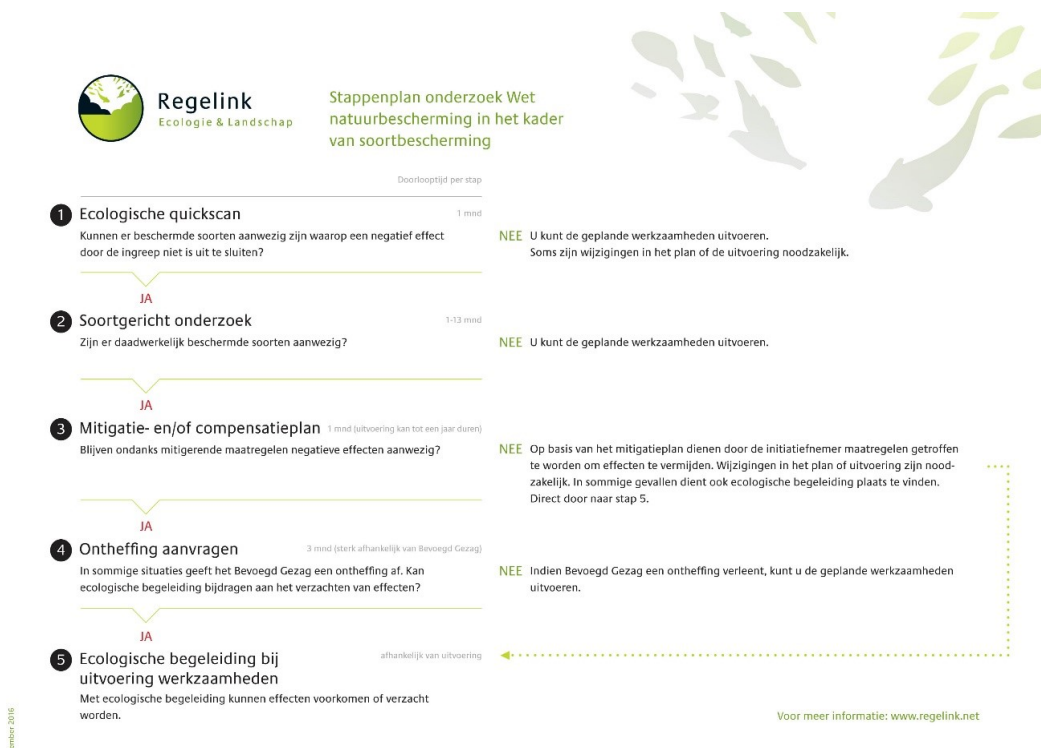 Regelink
Ecologie & Landschap
Stappenplan onderzoek Wet
natuurbescherming in het kader
van soortbescherming
Doorlooptijd per stap
1 Ecologische quickscan 1 mnd
Kunnen er beschermde soorten aanwezig zijn waarop een negatief effect
door de ingreep niet is uit te sluiten?
NEE U kunt de geplande werkzaamheden uitvoeren.
Soms zijn wijzigingen in het plan of de uitvoering noodzakelijk.
JA
2 Soortgericht onderzoek 1-13 mnd
Zijn er daadwerkelijk beschermde soorten aanwezig?
NEE U kunt de geplande werkzaamheden uitvoeren.
JA
3 Mitigatie- en/of compensatieplan 1 mnd (uitvoering kan tot een jaar duren)
Blijven ondanks mitigerende maatregelen negatieve effecten aanwezig?
NEE Op basis van het mitigatieplan dienen door de initiatiefnemer maatregelen getroffen
te worden om effecten te vermijden. Wijzigingen in het plan of uitvoering zijn nood-
zakelijk. In sommige gevallen dient ook ecologische begeleiding plaats te vinden.
Direct door naar stap 5.
JA
4 Ontheffing aanvragen 3 mnd (sterk afhankelijk van Bevoegd Gezag)
In sommige situaties geeft het Bevoegd Gezag een ontheffing af. Kan
ecologische begeleiding bijdragen aan het verzachten van effecten?
NEE Indien Bevoegd Gezag een ontheffing verleent, kunt u de geplande werkzaamheden
uitvoeren.
JA
5 Ecologische begeleiding bij afhankelijk van uitvoering
uitvoering werkzaamheden
Met ecologische begeleiding kunnen effecten voorkomen of verzacht
worden.
Voor meer informatie: www.regelink.net
2016